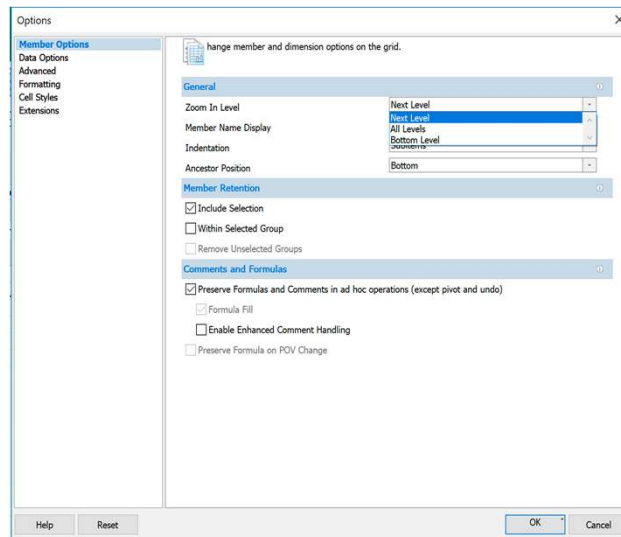 Options
Member Options
Data Options
Advanced
Formatting
Cell Styles
Extensions
hange member and dimension options on the grid.
General
Zoom In Level
Next Level
Next Level
All Levels
Bottom Level
Member Name Display
Indentation
Subitems
Ancestor Position
Bottom
Member Retention
Include Selection
Within Selected Group
Remove Unselected Groups
Comments and Formulas
Preserve Formulas and Comments in ad hoc operations (except pivot and undo)
Formula Fill
Enable Enhanced Comment Handling
Preserve Formula on POV Change
Help
Reset
OK
Cancel